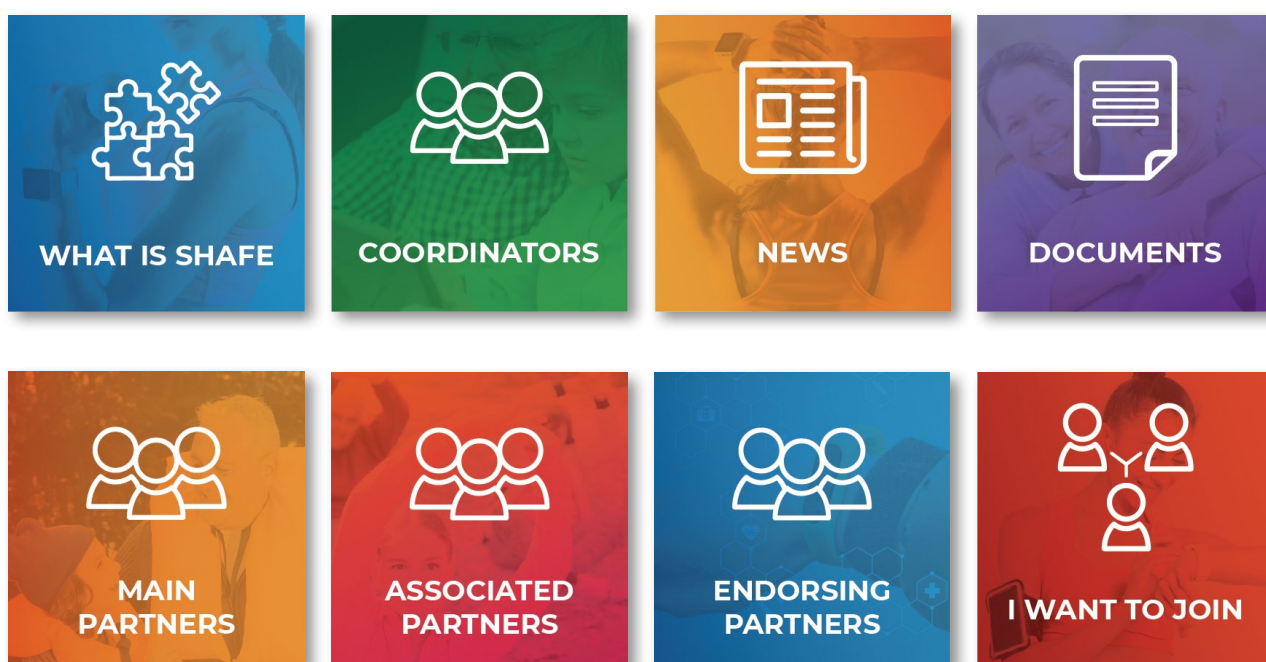 WHAT IS SHAFE
COORDINATORS
NEWS
DOCUMENTS
MAIN
PARTNERS
ASSOCIATED
PARTNERS
ENDORSING
PARTNERS
I WANT TO JOIN